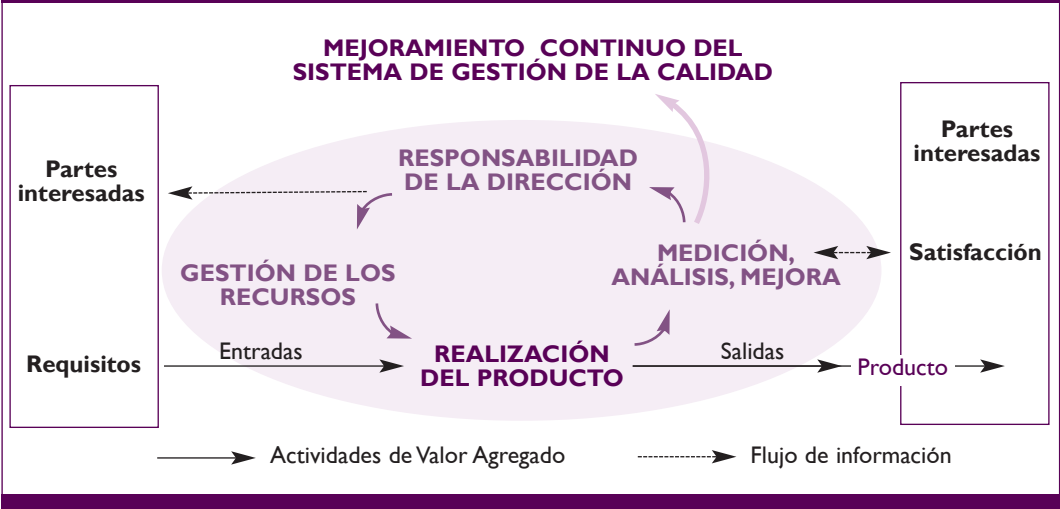 MEJORAMIENTO CONTINUO DEL
SISTEMA DE GESTIÓN DE LA CALIDAD
Partes
interesadas
Requisitos
RESPONSABILIDAD
DE LA DIRECCIÓN
GESTIÓN DE LOS
RECURSOS
MEDICIÓN,
ANÁLISIS, MEJORA
Entradas
REALIZACIÓN
DEL PRODUCTO
Salidas
Producto
Partes
interesadas
Satisfacción
Actividades de Valor Agregado
Flujo de información